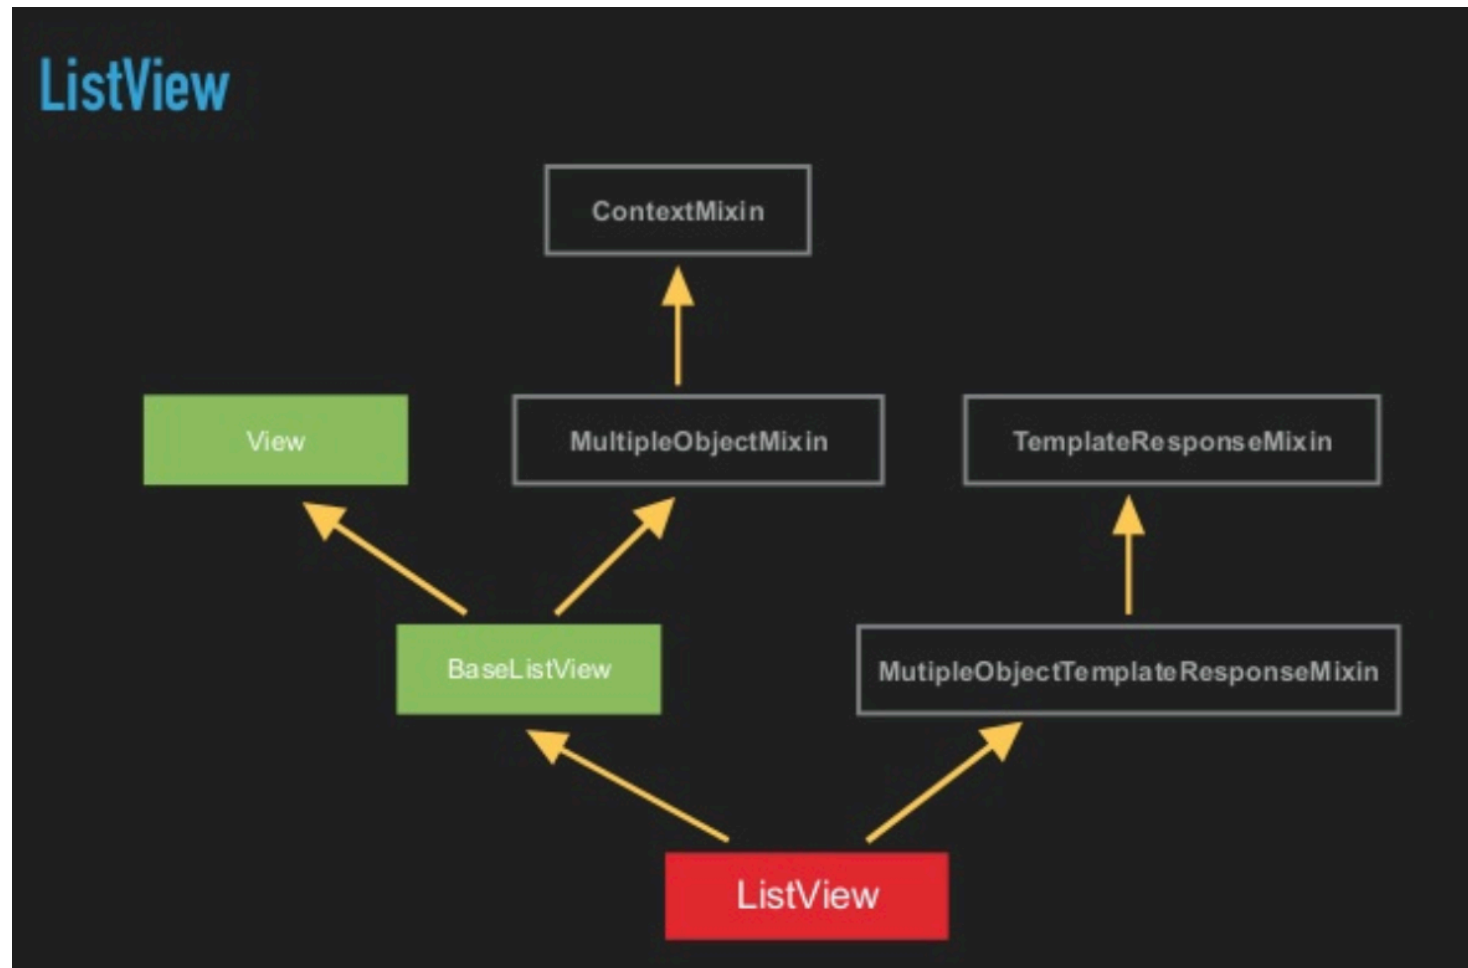 ListView
ContextMixin
View
MultipleObjectMixin
TemplateResponseMixin
BaseListView
MutipleObjectTemplateResponseMixin
ListView